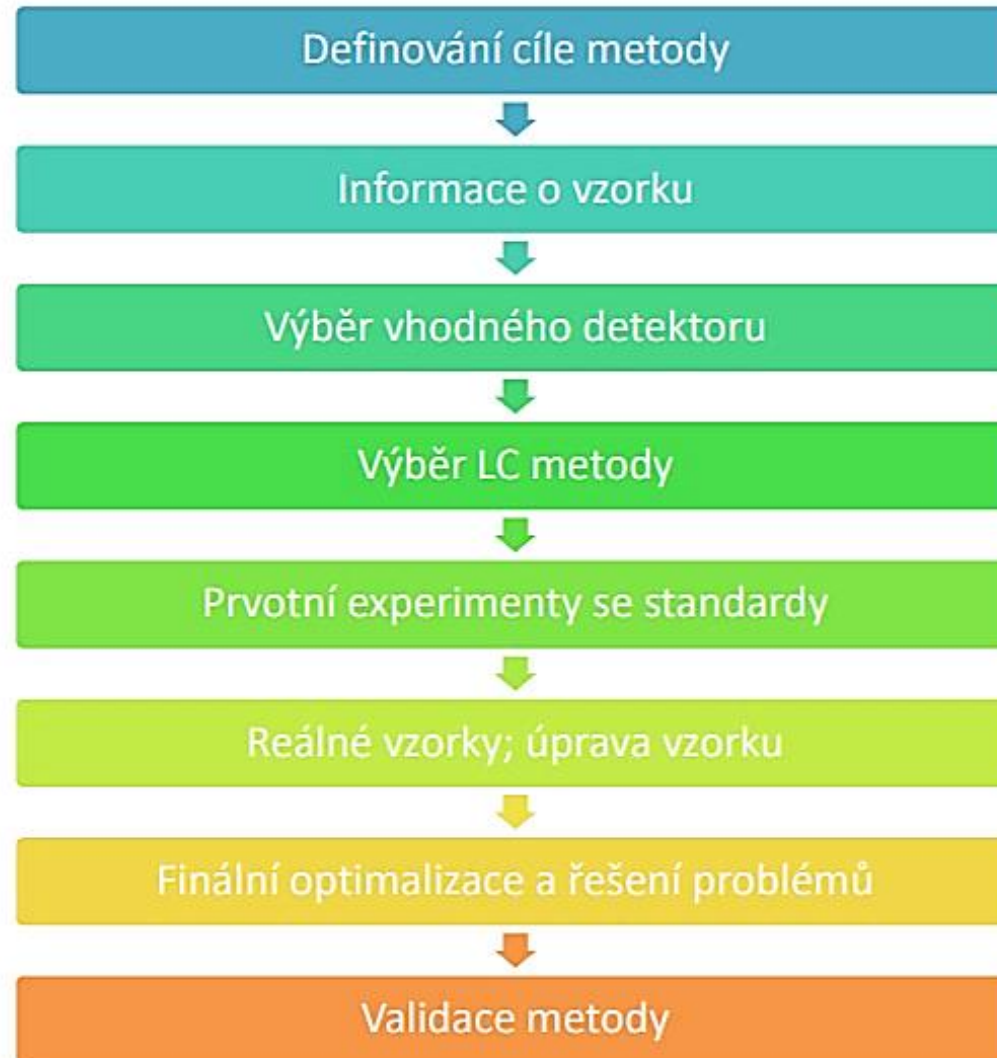 Definování cíle metody
Informace o vzorku
Výběr vhodného detektoru
Výběr LC metody
Prvotní experimenty se standardy
Reálné vzorky; úprava vzorku
Finální optimalizace a řešení problémů
Validace metody